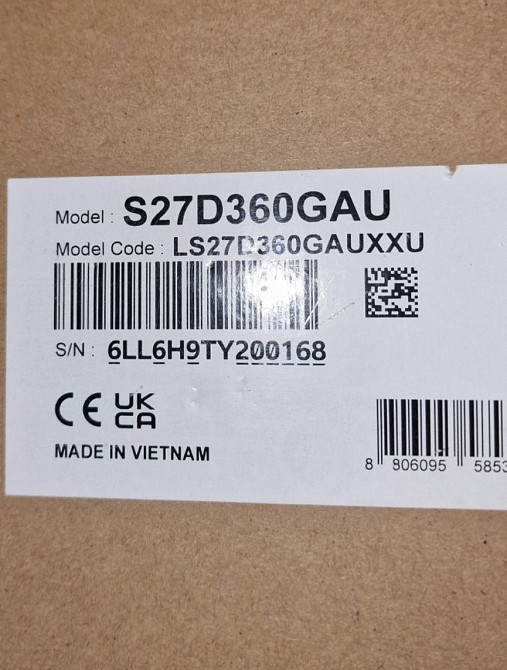 Model : S27D360GAU
Model Code : LS27D360GAUXXU
S/N : 6LL6H9TY200168
CE UK
CA
MADE IN VIETNAM
8 806095 5853